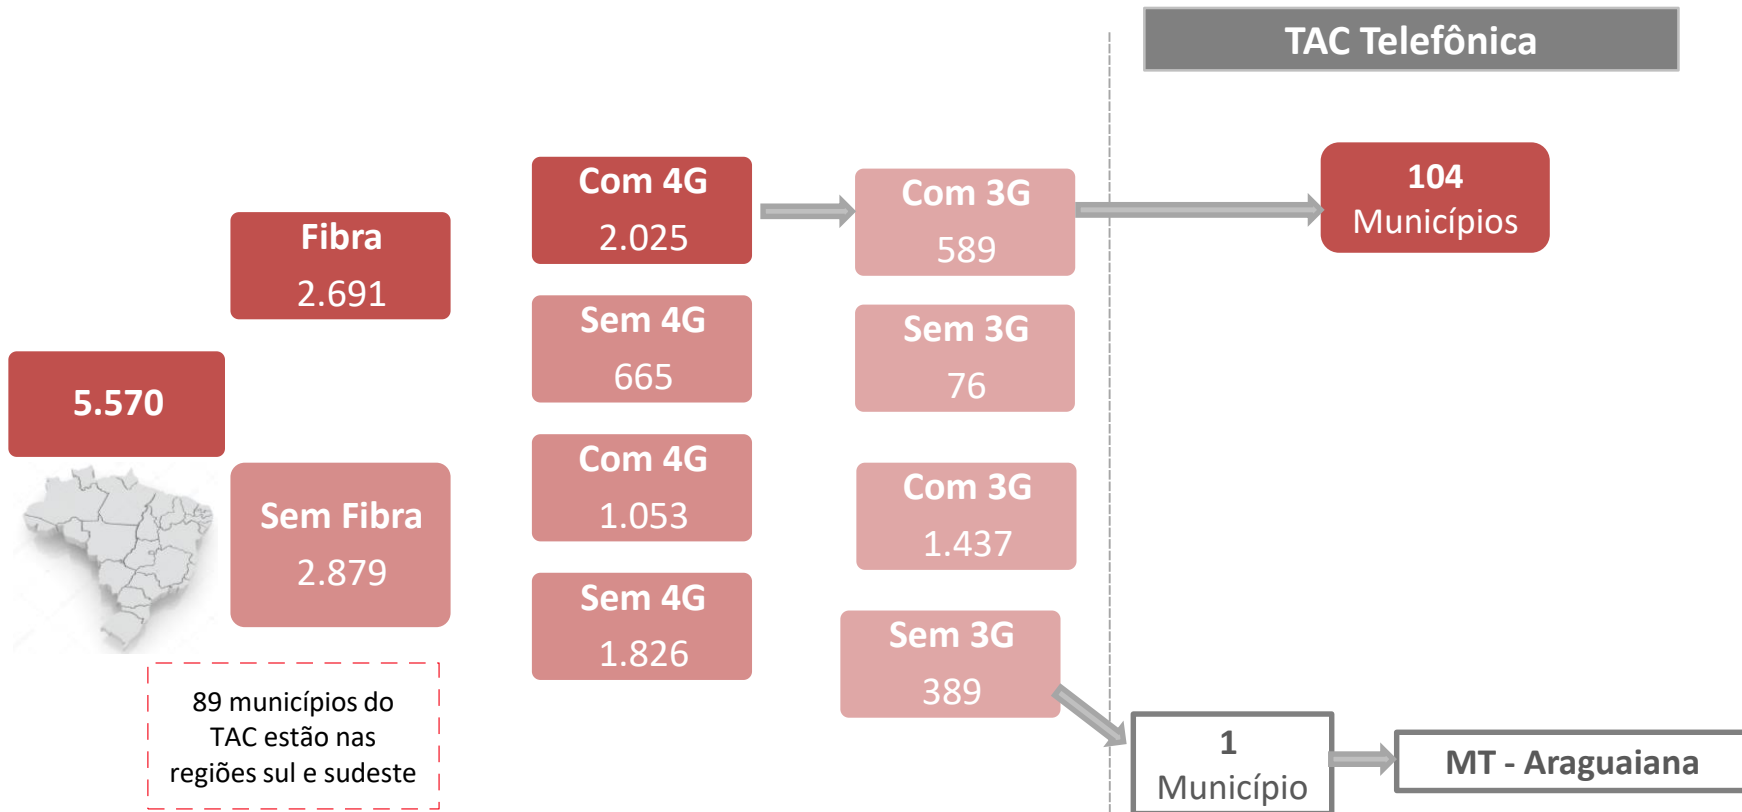 TAC Telefônica
5.570
Fibra
2.691
Sem Fibra
2.879
Com 4G
2.025
Sem 4G
665
Com 4G
1.053
Sem 4G
1.826
Com 3G
589
Sem 3G
76
Com 3G
1.437
Sem 3G
389
104
Municípios
1
Município
MT - Araguaiana
89 municípios do
TAC estão nas
regiões sul e sudeste